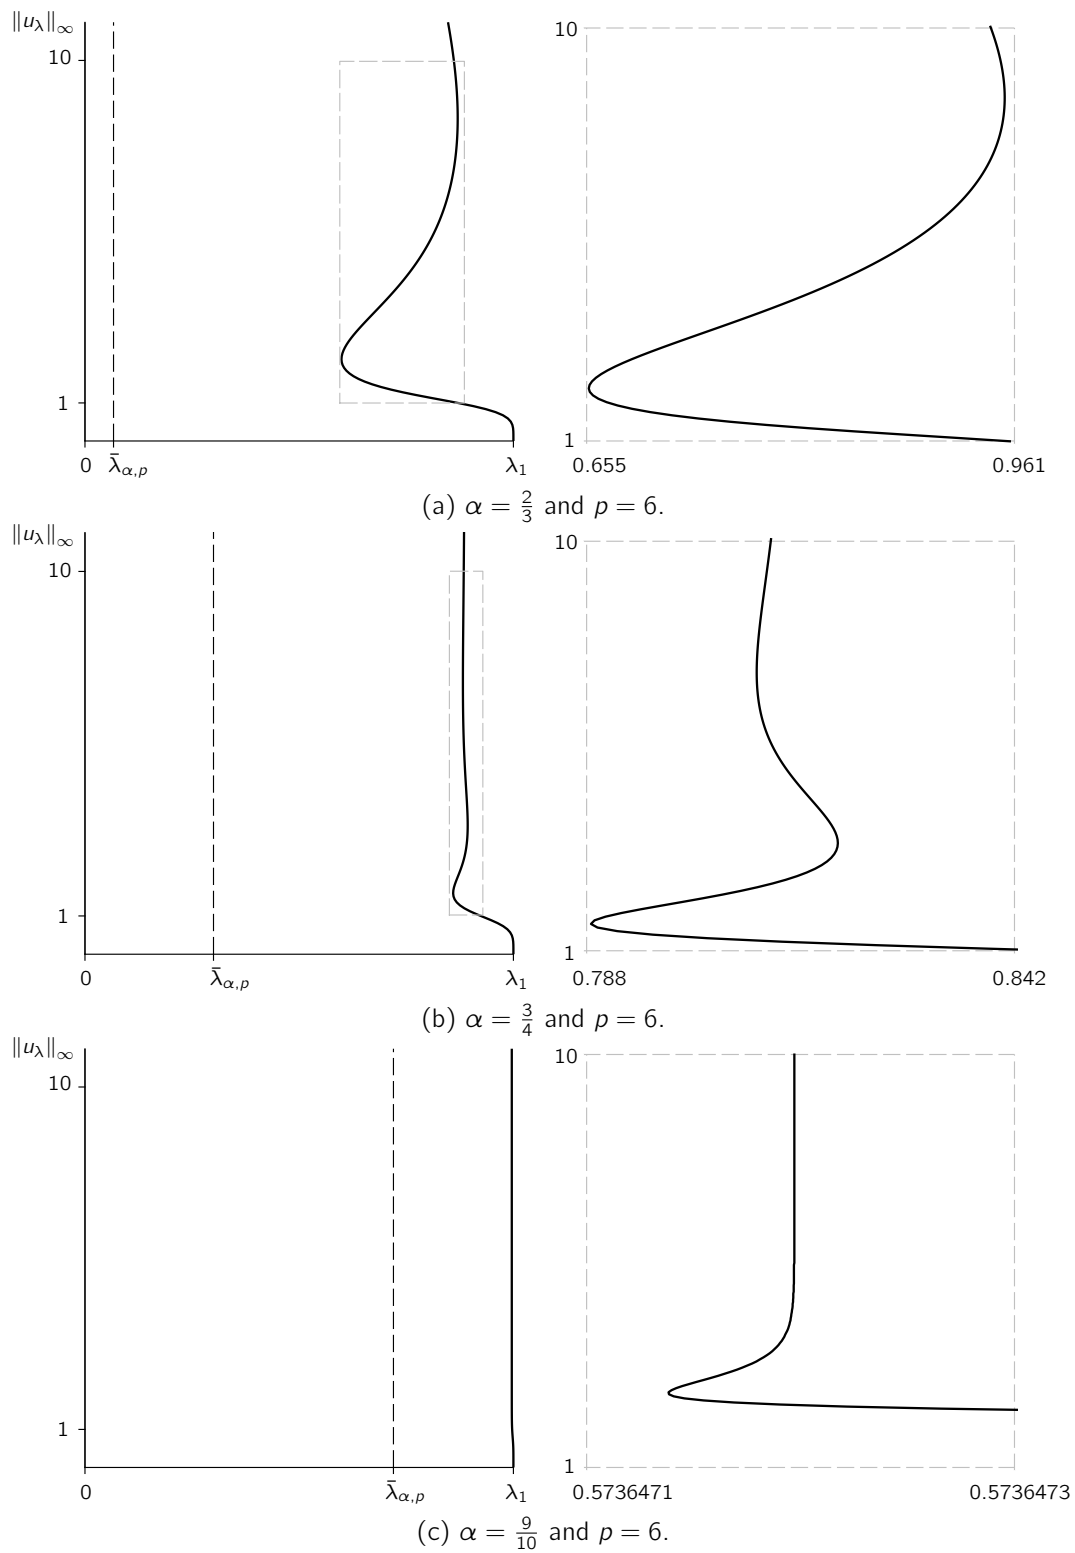 ‖u_λ‖_∞
10
1
0 λ̄_{α,p} λ_1
10
1
0.655 0.961
(a) α = 2/3 and p = 6.
‖u_λ‖_∞
10
1
0 λ̄_{α,p} λ_1
10
1
0.788 0.842
(b) α = 3/4 and p = 6.
‖u_λ‖_∞
10
1
0 λ̄_{α,p} λ_1
10
1
0.5736471 0.5736473
(c) α = 9/10 and p = 6.